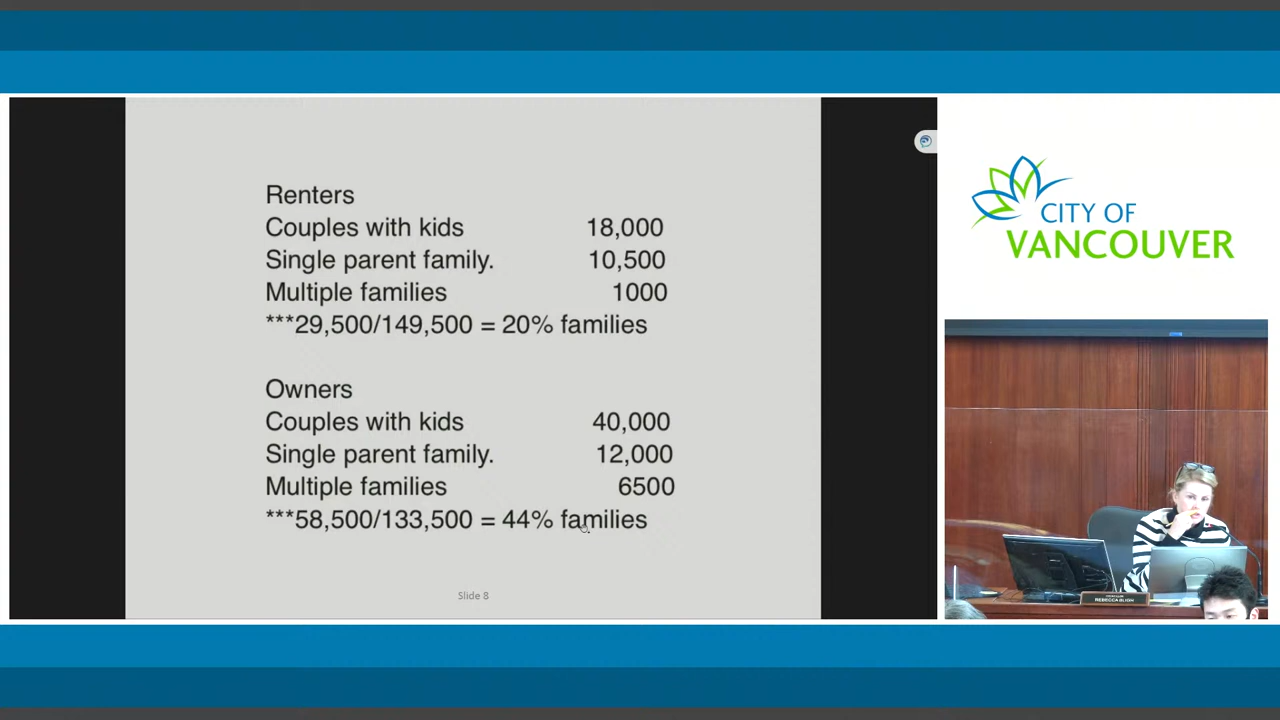 Renters
Couples with kids 18,000
Single parent family. 10,500
Multiple families 1000
***29,500/149,500 = 20% families
Owners
Couples with kids 40,000
Single parent family. 12,000
Multiple families 6500
***58,500/133,500 = 44% families
Slide 8
CITY OF
VANCOUVER
REBECCA BLIGH